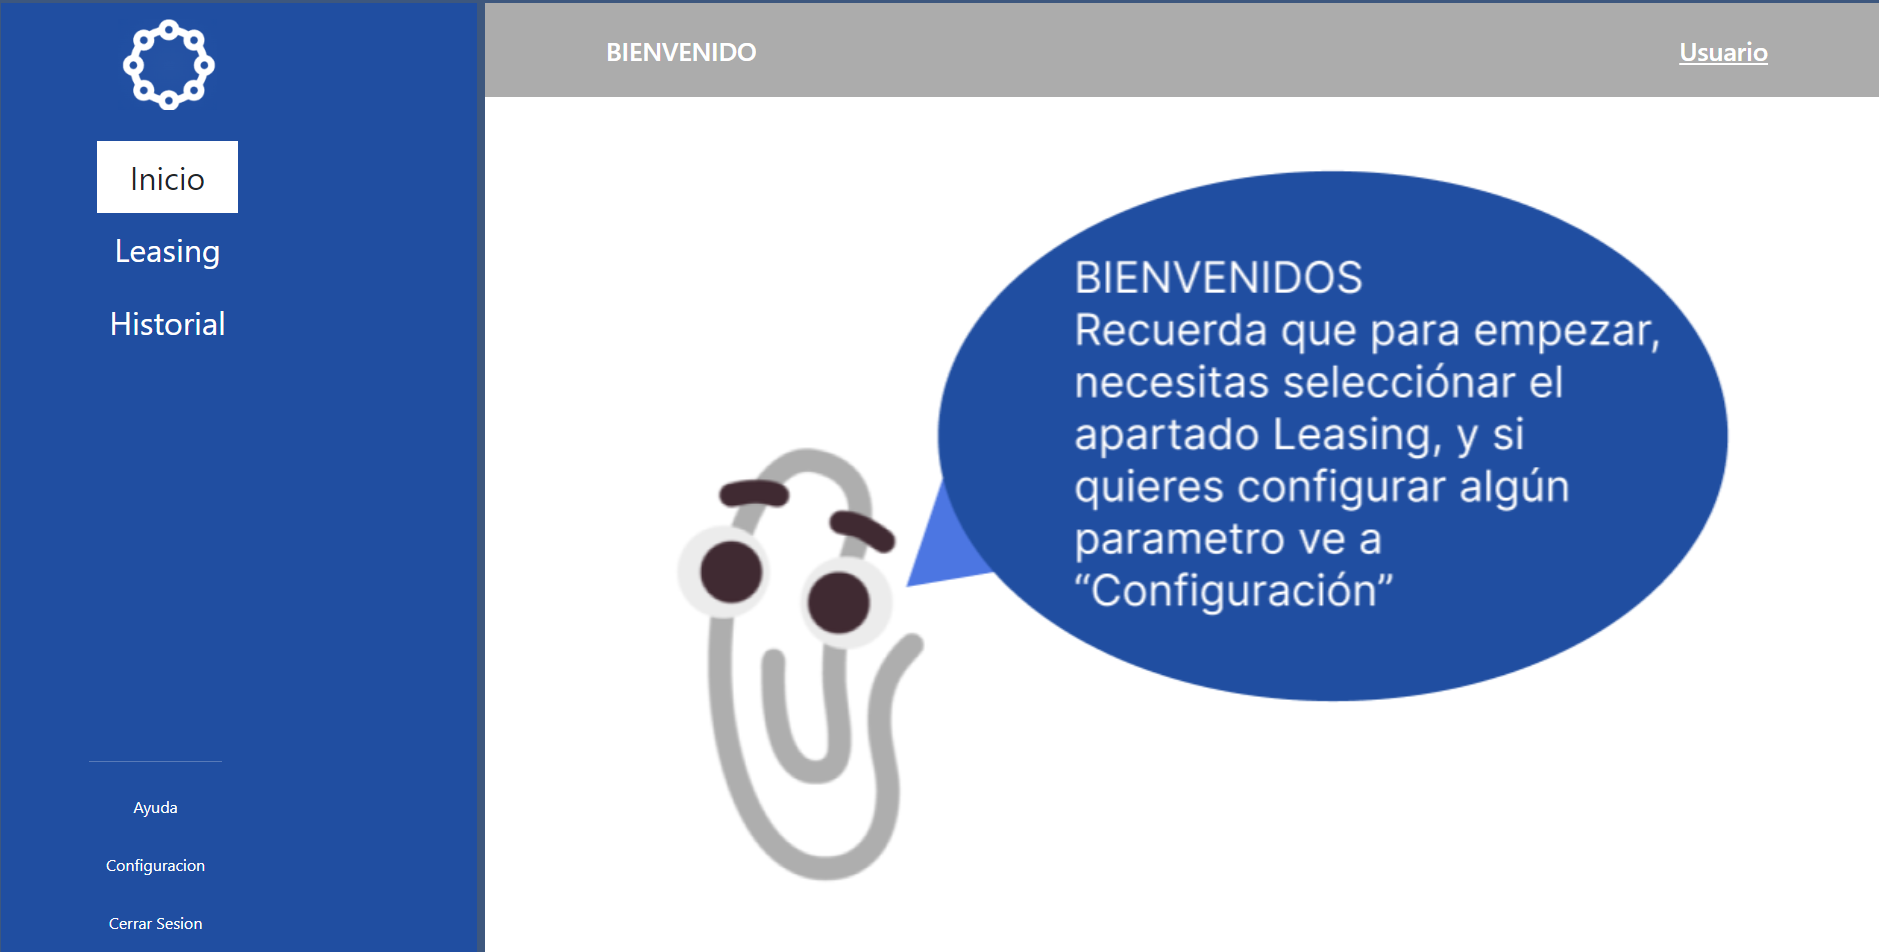 Inicio
Leasing
Historial
Ayuda
Configuracion
Cerrar Sesion
BIENVENIDO
Usuario
BIENVENIDOS
Recuerda que para empezar,
necesitas selecciónar el
apartado Leasing, y si
quieres configurar algún
parametro ve a
“Configuración”